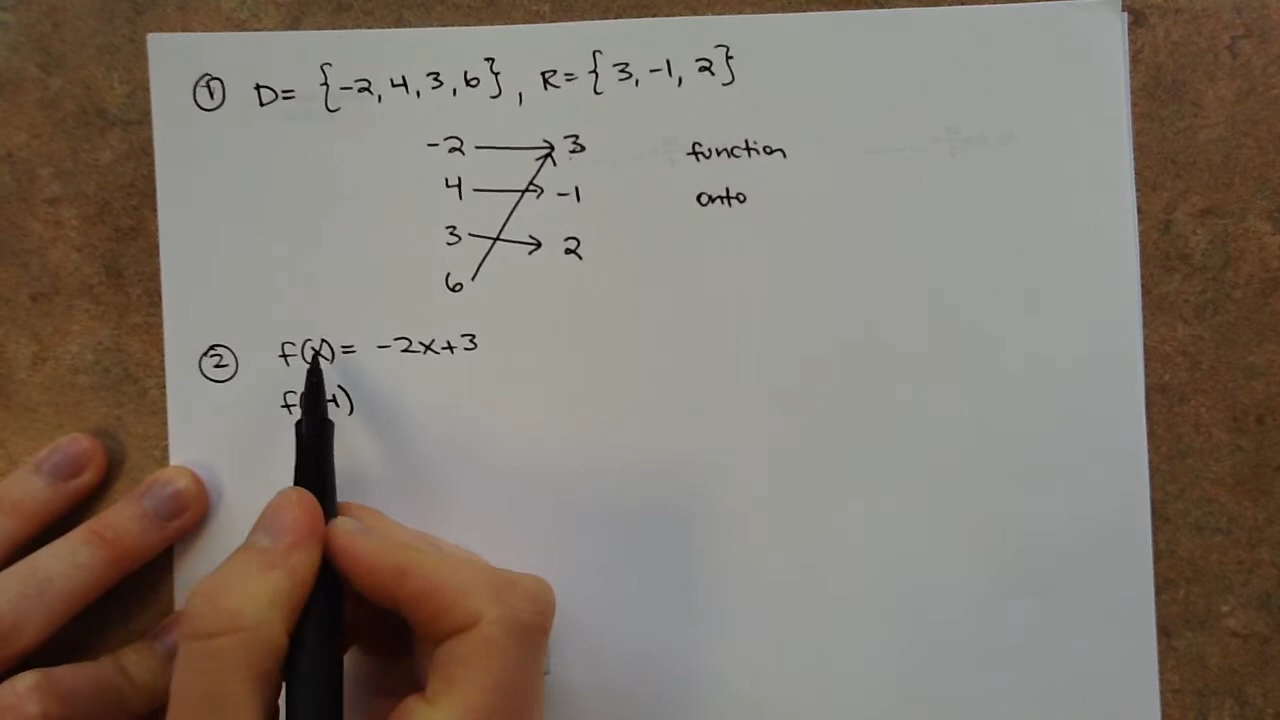 ① D= {-2, 4, 3, 6}, R= {3, -1, 2}
-2 → 3 function
4 → -1 onto
3 → 2
6
② f(x)= -2x+3
f(